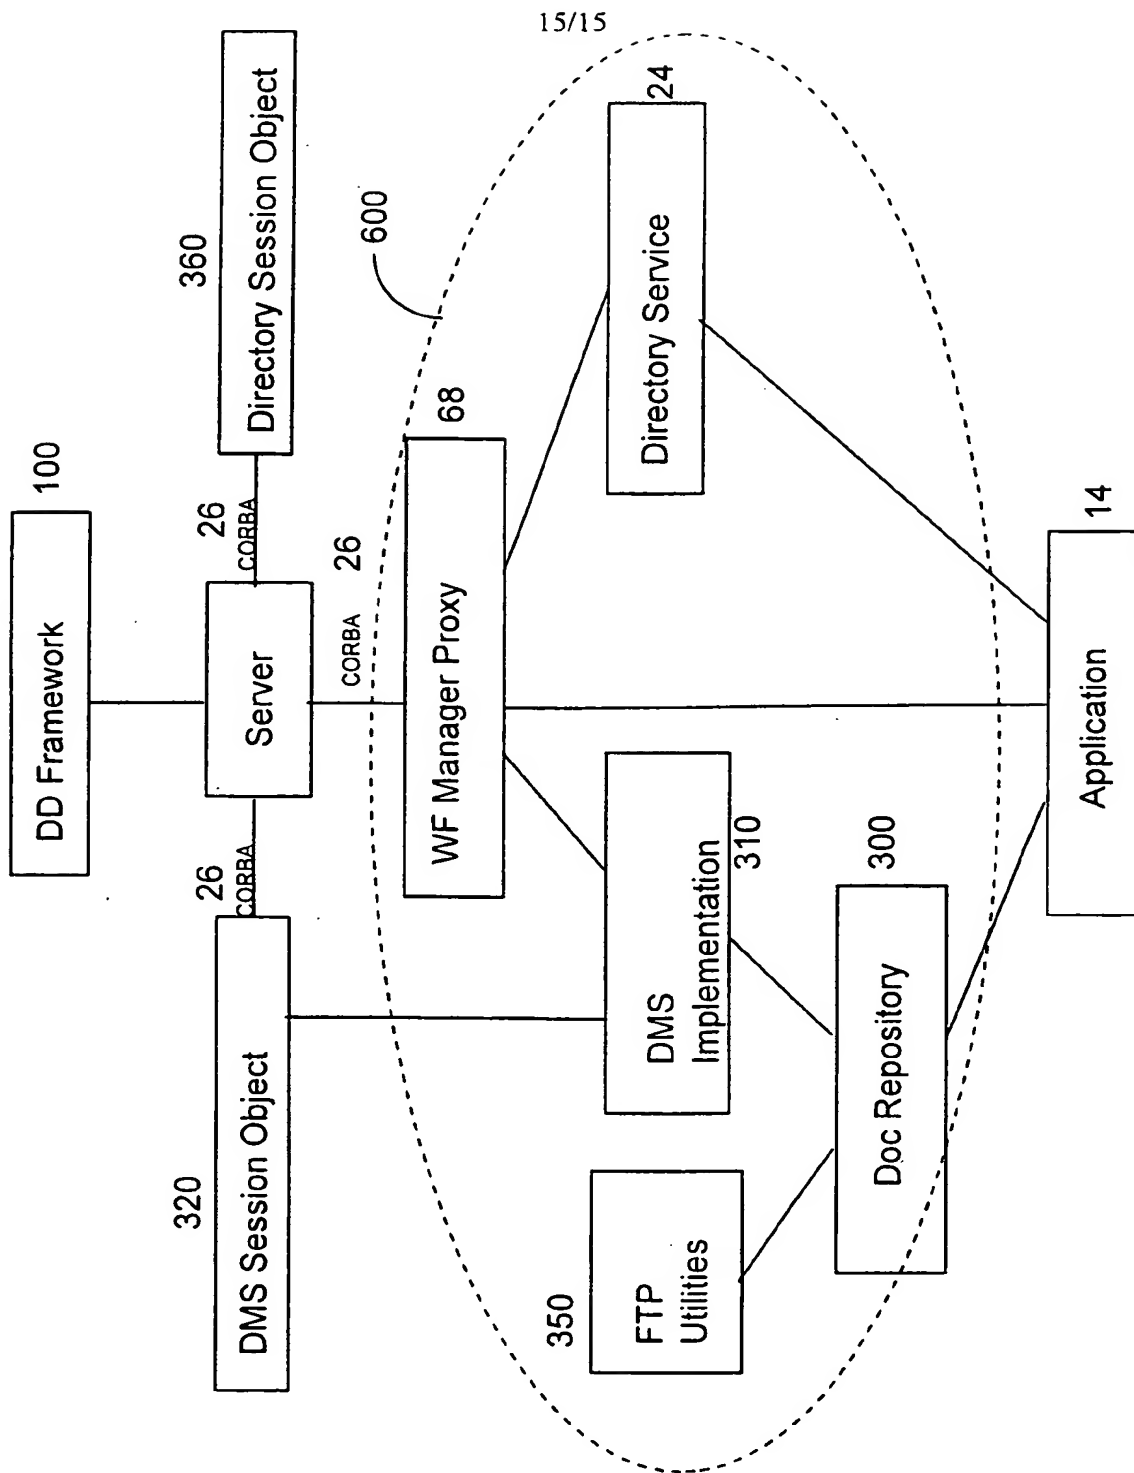 15/15
DD Framework
100
320
DMS Session Object
26
CORBA
Server
26
CORBA
360
Directory Session Object
26
CORBA
600
WF Manager Proxy
68
350
FTP
Utilities
DMS
Implementation
310
Directory Service
24
Doc Repository
300
Application
14